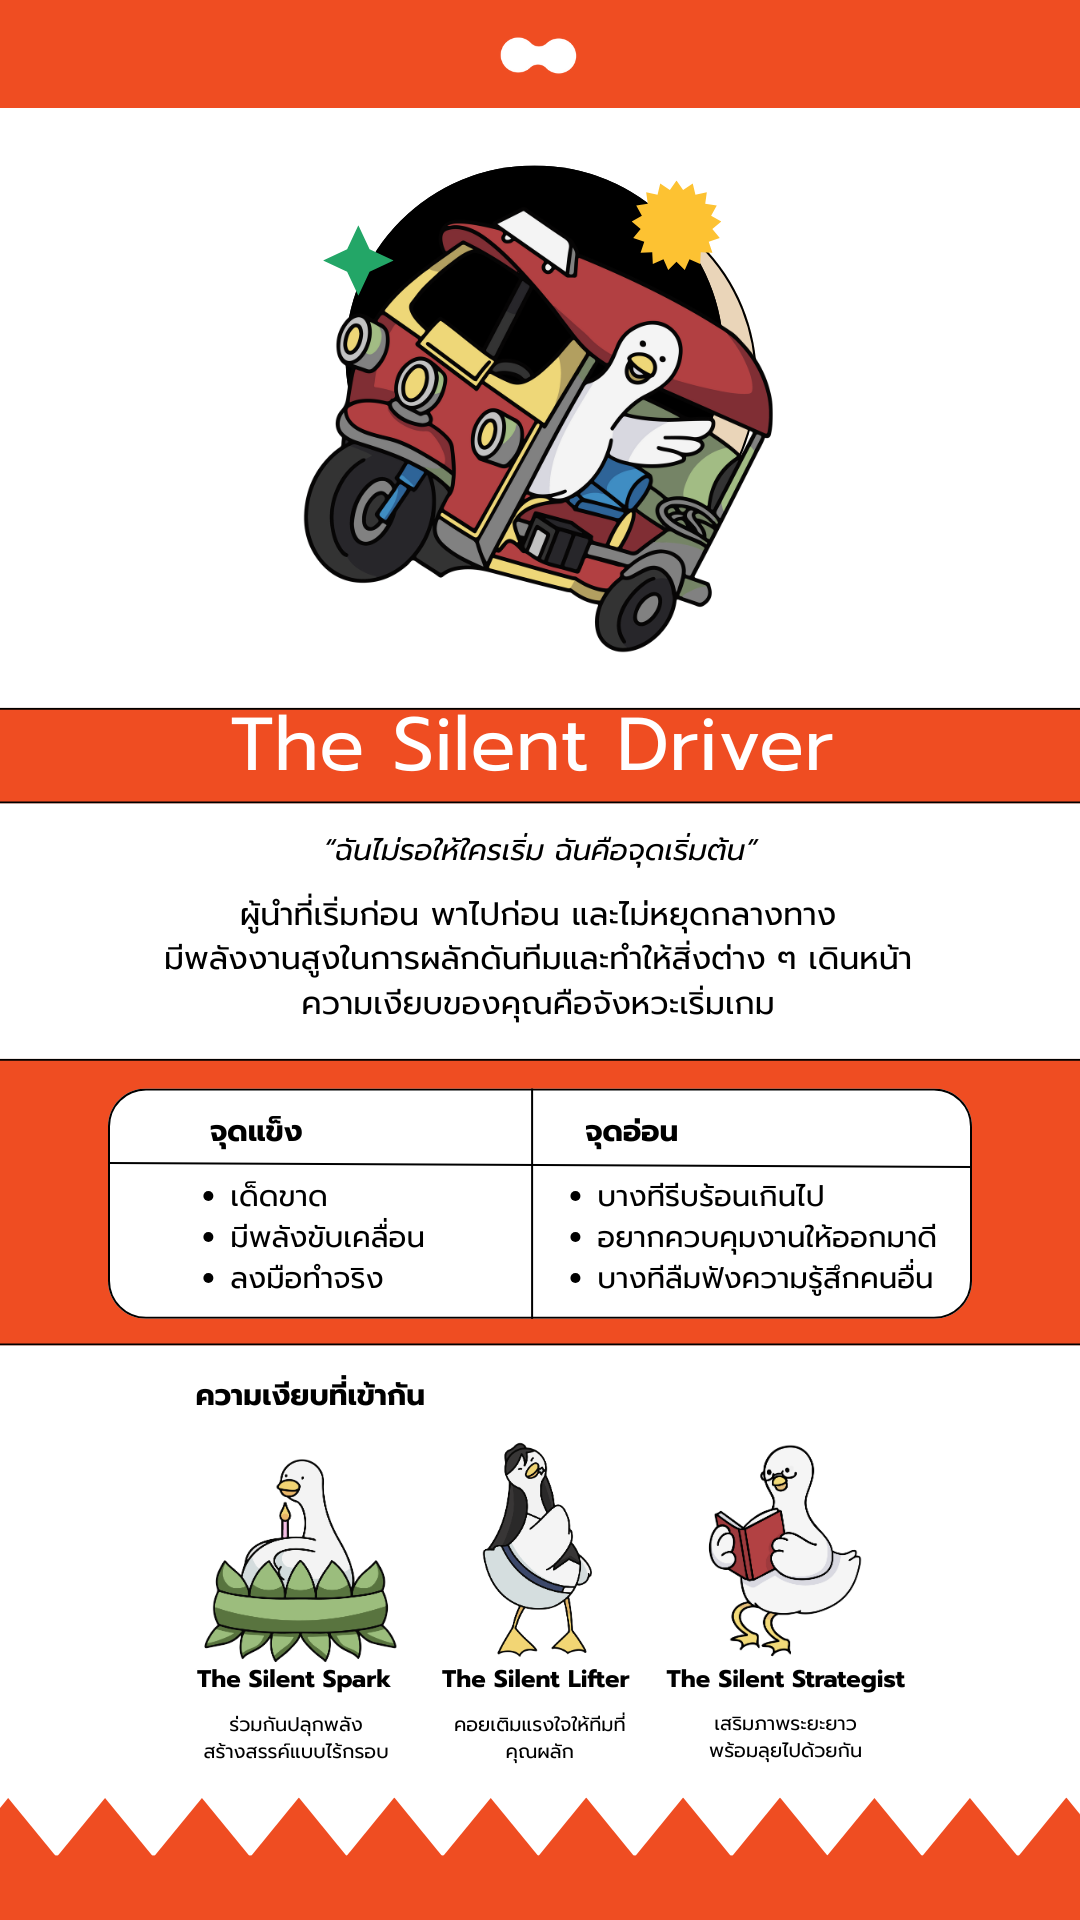 The Silent Driver
“ฉันไม่รอให้ใครเริ่ม ฉันคือจุดเริ่มต้น”
ผู้นำที่เริ่มก่อน พาไปก่อน และไม่หยุดกลางทาง
มีพลังงานสูงในการผลักดันทีมและทำให้สิ่งต่าง ๆ เดินหน้า
ความเงียบของคุณคือจังหวะเริ่มเกม
จุดแข็ง
• เด็ดขาด
• มีพลังขับเคลื่อน
• ลงมือทำจริง
จุดอ่อน
• บางทีรีบร้อนเกินไป
• อยากควบคุมงานให้ออกมาดี
• บางทีลืมฟังความรู้สึกคนอื่น
ความเงียบที่เข้ากัน
The Silent Spark
ร่วมกันปลุกพลัง
สร้างสรรค์แบบไร้กรอบ
The Silent Lifter
คอยเติมแรงใจให้ทีมที่
คุณผลัก
The Silent Strategist
เสริมภาพระยะยาว
พร้อมลุยไปด้วยกัน